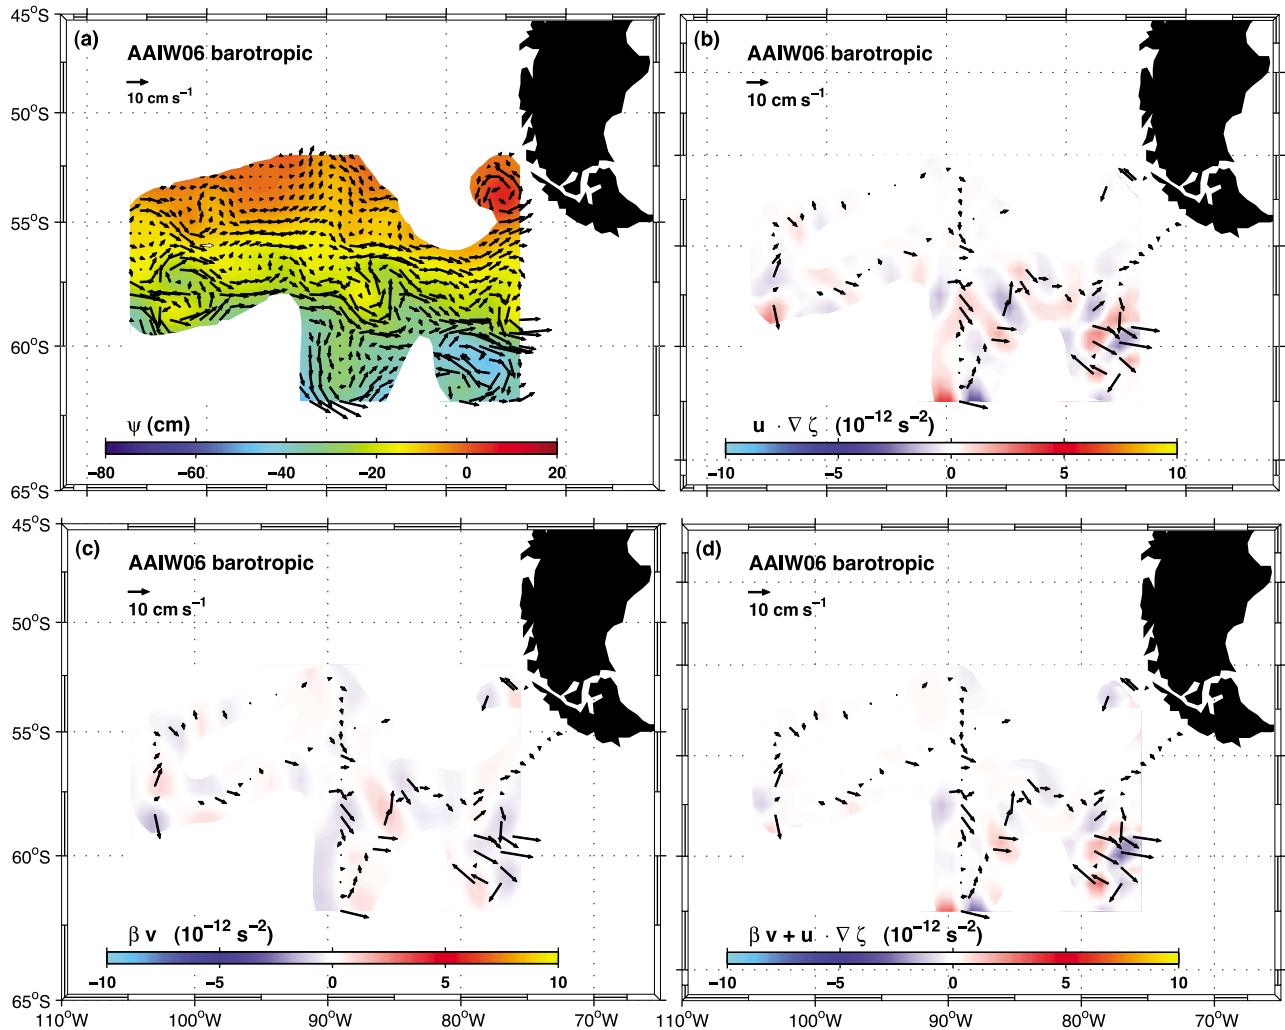 45°S
50°S
55°S
60°S
65°S
(a)
AAIW06 barotropic
10 cm s⁻¹
ψ (cm)
−80 −60 −40 −20 0 20
(b)
AAIW06 barotropic
10 cm s⁻¹
u · ∇ ζ (10⁻¹² s⁻²)
−10 −5 0 5 10
45°S
50°S
55°S
60°S
65°S
(c)
AAIW06 barotropic
10 cm s⁻¹
β v (10⁻¹² s⁻²)
−10 −5 0 5 10
110°W 100°W 90°W 80°W 70°W
(d)
AAIW06 barotropic
10 cm s⁻¹
β v + u · ∇ ζ (10⁻¹² s⁻²)
−10 −5 0 5 10
110°W 100°W 90°W 80°W 70°W